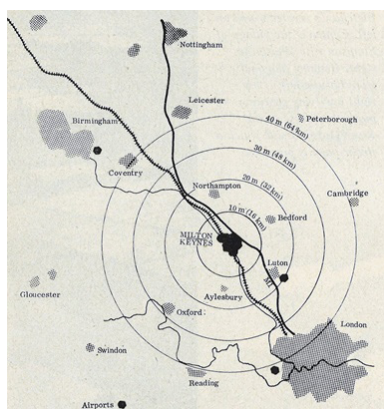 Nottingham
Leicester
40 m (64 km)
Peterborough
Birmingham
30 m (48 km)
Coventry
20 m (32 km)
Northampton
Cambridge
10 m (16 km)
Bedford
MILTON
KEYNES
Luton
Gloucester
Aylesbury
Oxford
London
Swindon
Reading
Airports